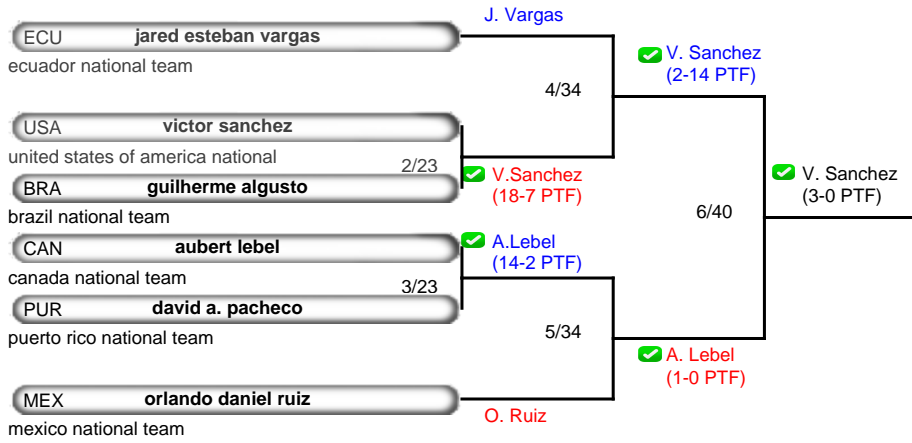 J. Vargas
ECU jared esteban vargas
ecuador national team
V. Sanchez
(2-14 PTF)
4/34
USA victor sanchez
united states of america national
2/23
V.Sanchez
(18-7 PTF)
BRA guilherme algusto
brazil national team
V. Sanchez
(3-0 PTF)
6/40
CAN aubert lebel
canada national team
A.Lebel
(14-2 PTF)
3/23
PUR david a. pacheco
puerto rico national team
5/34
A. Lebel
(1-0 PTF)
MEX orlando daniel ruiz
mexico national team
O. Ruiz